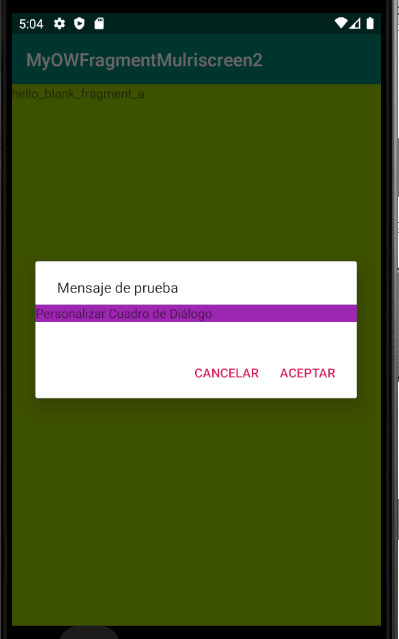 5:04
MyOWFragmentMulriscreen2
hello_blank_fragment_a
Mensaje de prueba
Personalizar Cuadro de Diálogo
CANCELAR ACEPTAR